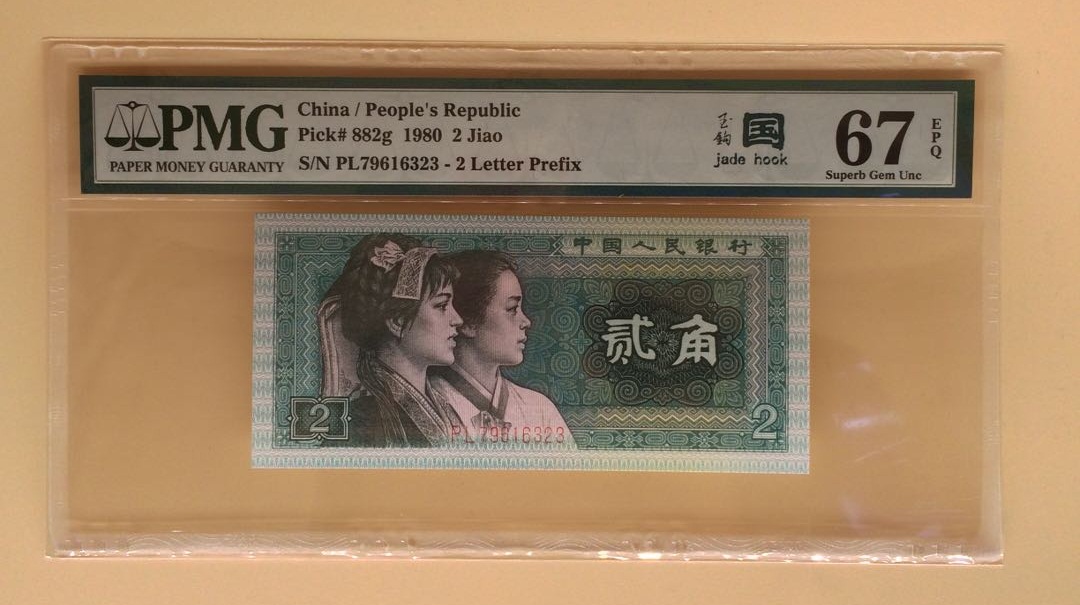 PMG
PAPER MONEY GUARANTY
China / People's Republic
Pick# 882g 1980 2 Jiao
S/N PL79616323 - 2 Letter Prefix
玉鈎
国
jade hook
67
EPQ
Superb Gem Unc
中国人民银行
贰角
2
2
PL79616323